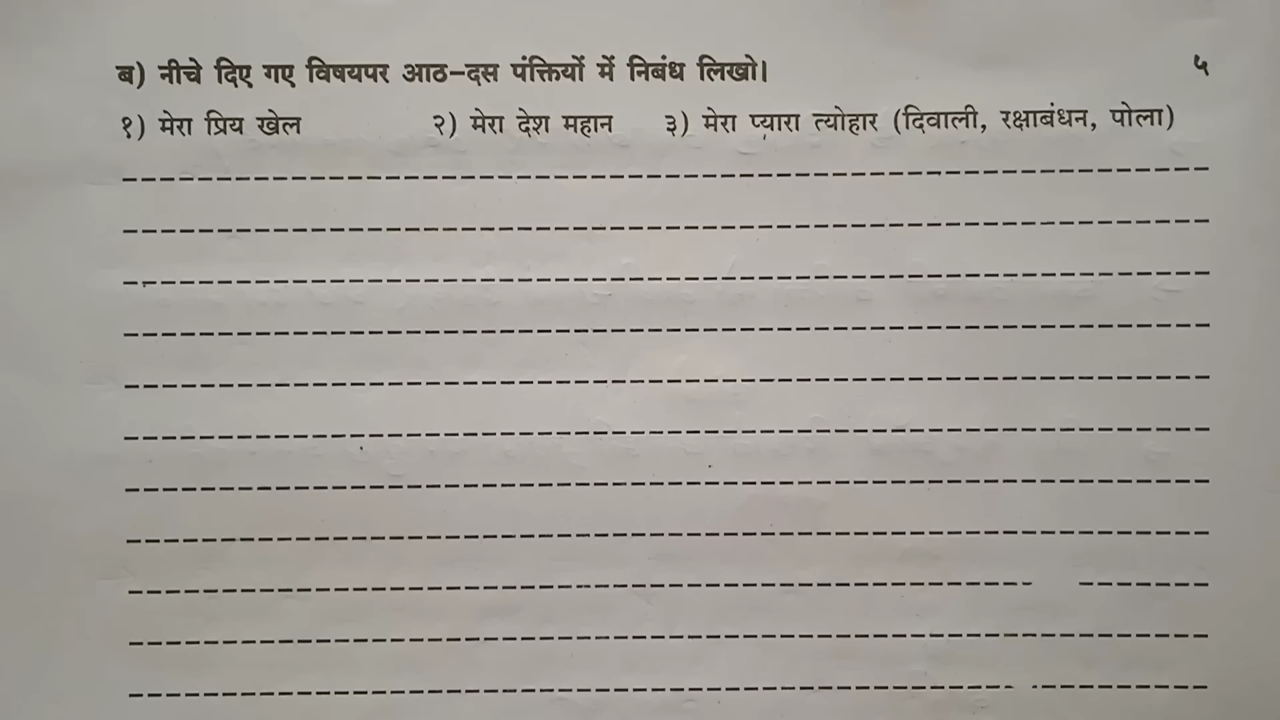 ब) नीचे दिए गए विषयपर आठ-दस पंक्तियों में निबंध लिखो। ५
१) मेरा प्रिय खेल २) मेरा देश महान ३) मेरा प्यारा त्योहार (दिवाली, रक्षाबंधन, पोला)